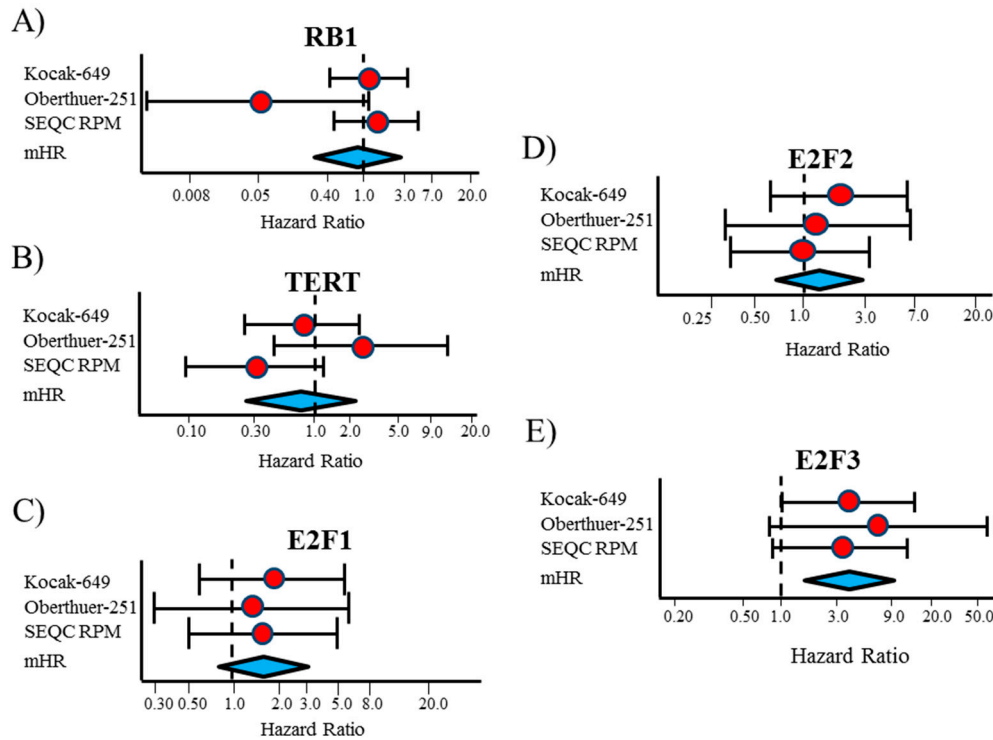 A)
RB1
Kocak-649
Oberthuer-251
SEQC RPM
mHR
0.008 0.05 0.40 1.0 3.0 7.0 20.0
Hazard Ratio
B)
TERT
Kocak-649
Oberthuer-251
SEQC RPM
mHR
0.10 0.30 1.0 2.0 5.0 9.0 20.0
Hazard Ratio
C)
E2F1
Kocak-649
Oberthuer-251
SEQC RPM
mHR
0.30 0.50 1.0 2.0 3.0 5.0 8.0 20.0
Hazard Ratio
D)
E2F2
Kocak-649
Oberthuer-251
SEQC RPM
mHR
0.25 0.50 1.0 3.0 7.0 20.0
Hazard Ratio
E)
E2F3
Kocak-649
Oberthuer-251
SEQC RPM
mHR
0.20 0.50 1.0 3.0 9.0 20.0 50.0
Hazard Ratio